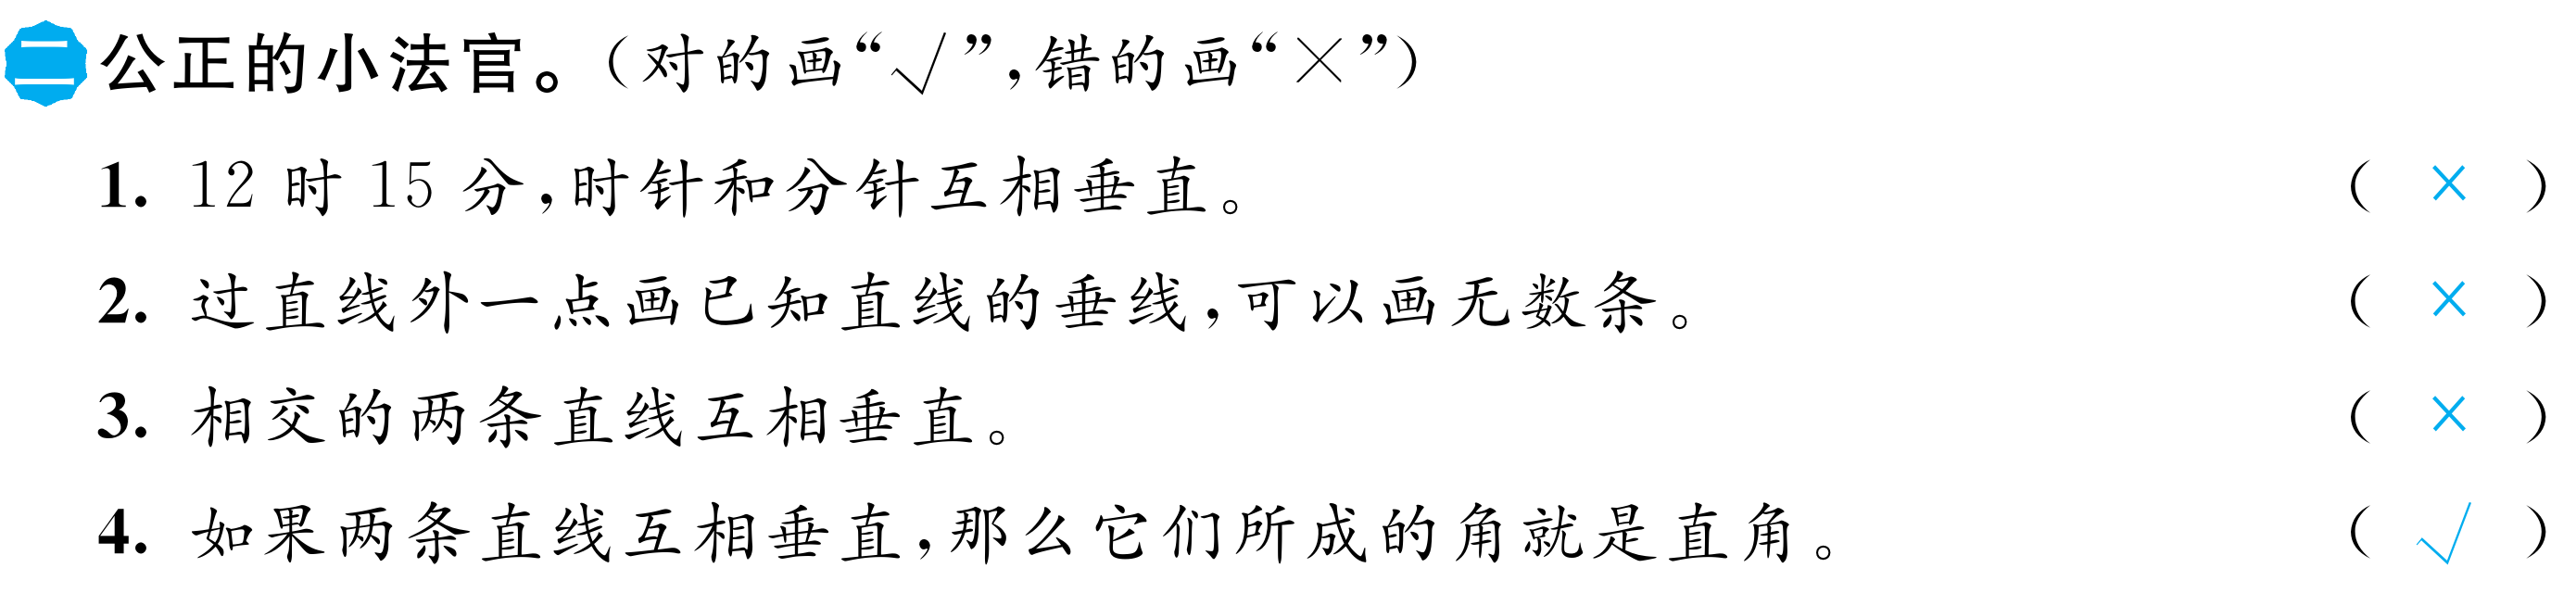 二 公正的小法官。(对的画“√”,错的画“×”)
1. 12 时 15 分,时针和分针互相垂直。 ( × )
2. 过直线外一点画已知直线的垂线,可以画无数条。 ( × )
3. 相交的两条直线互相垂直。 ( × )
4. 如果两条直线互相垂直,那么它们所成的角就是直角。 ( √ )